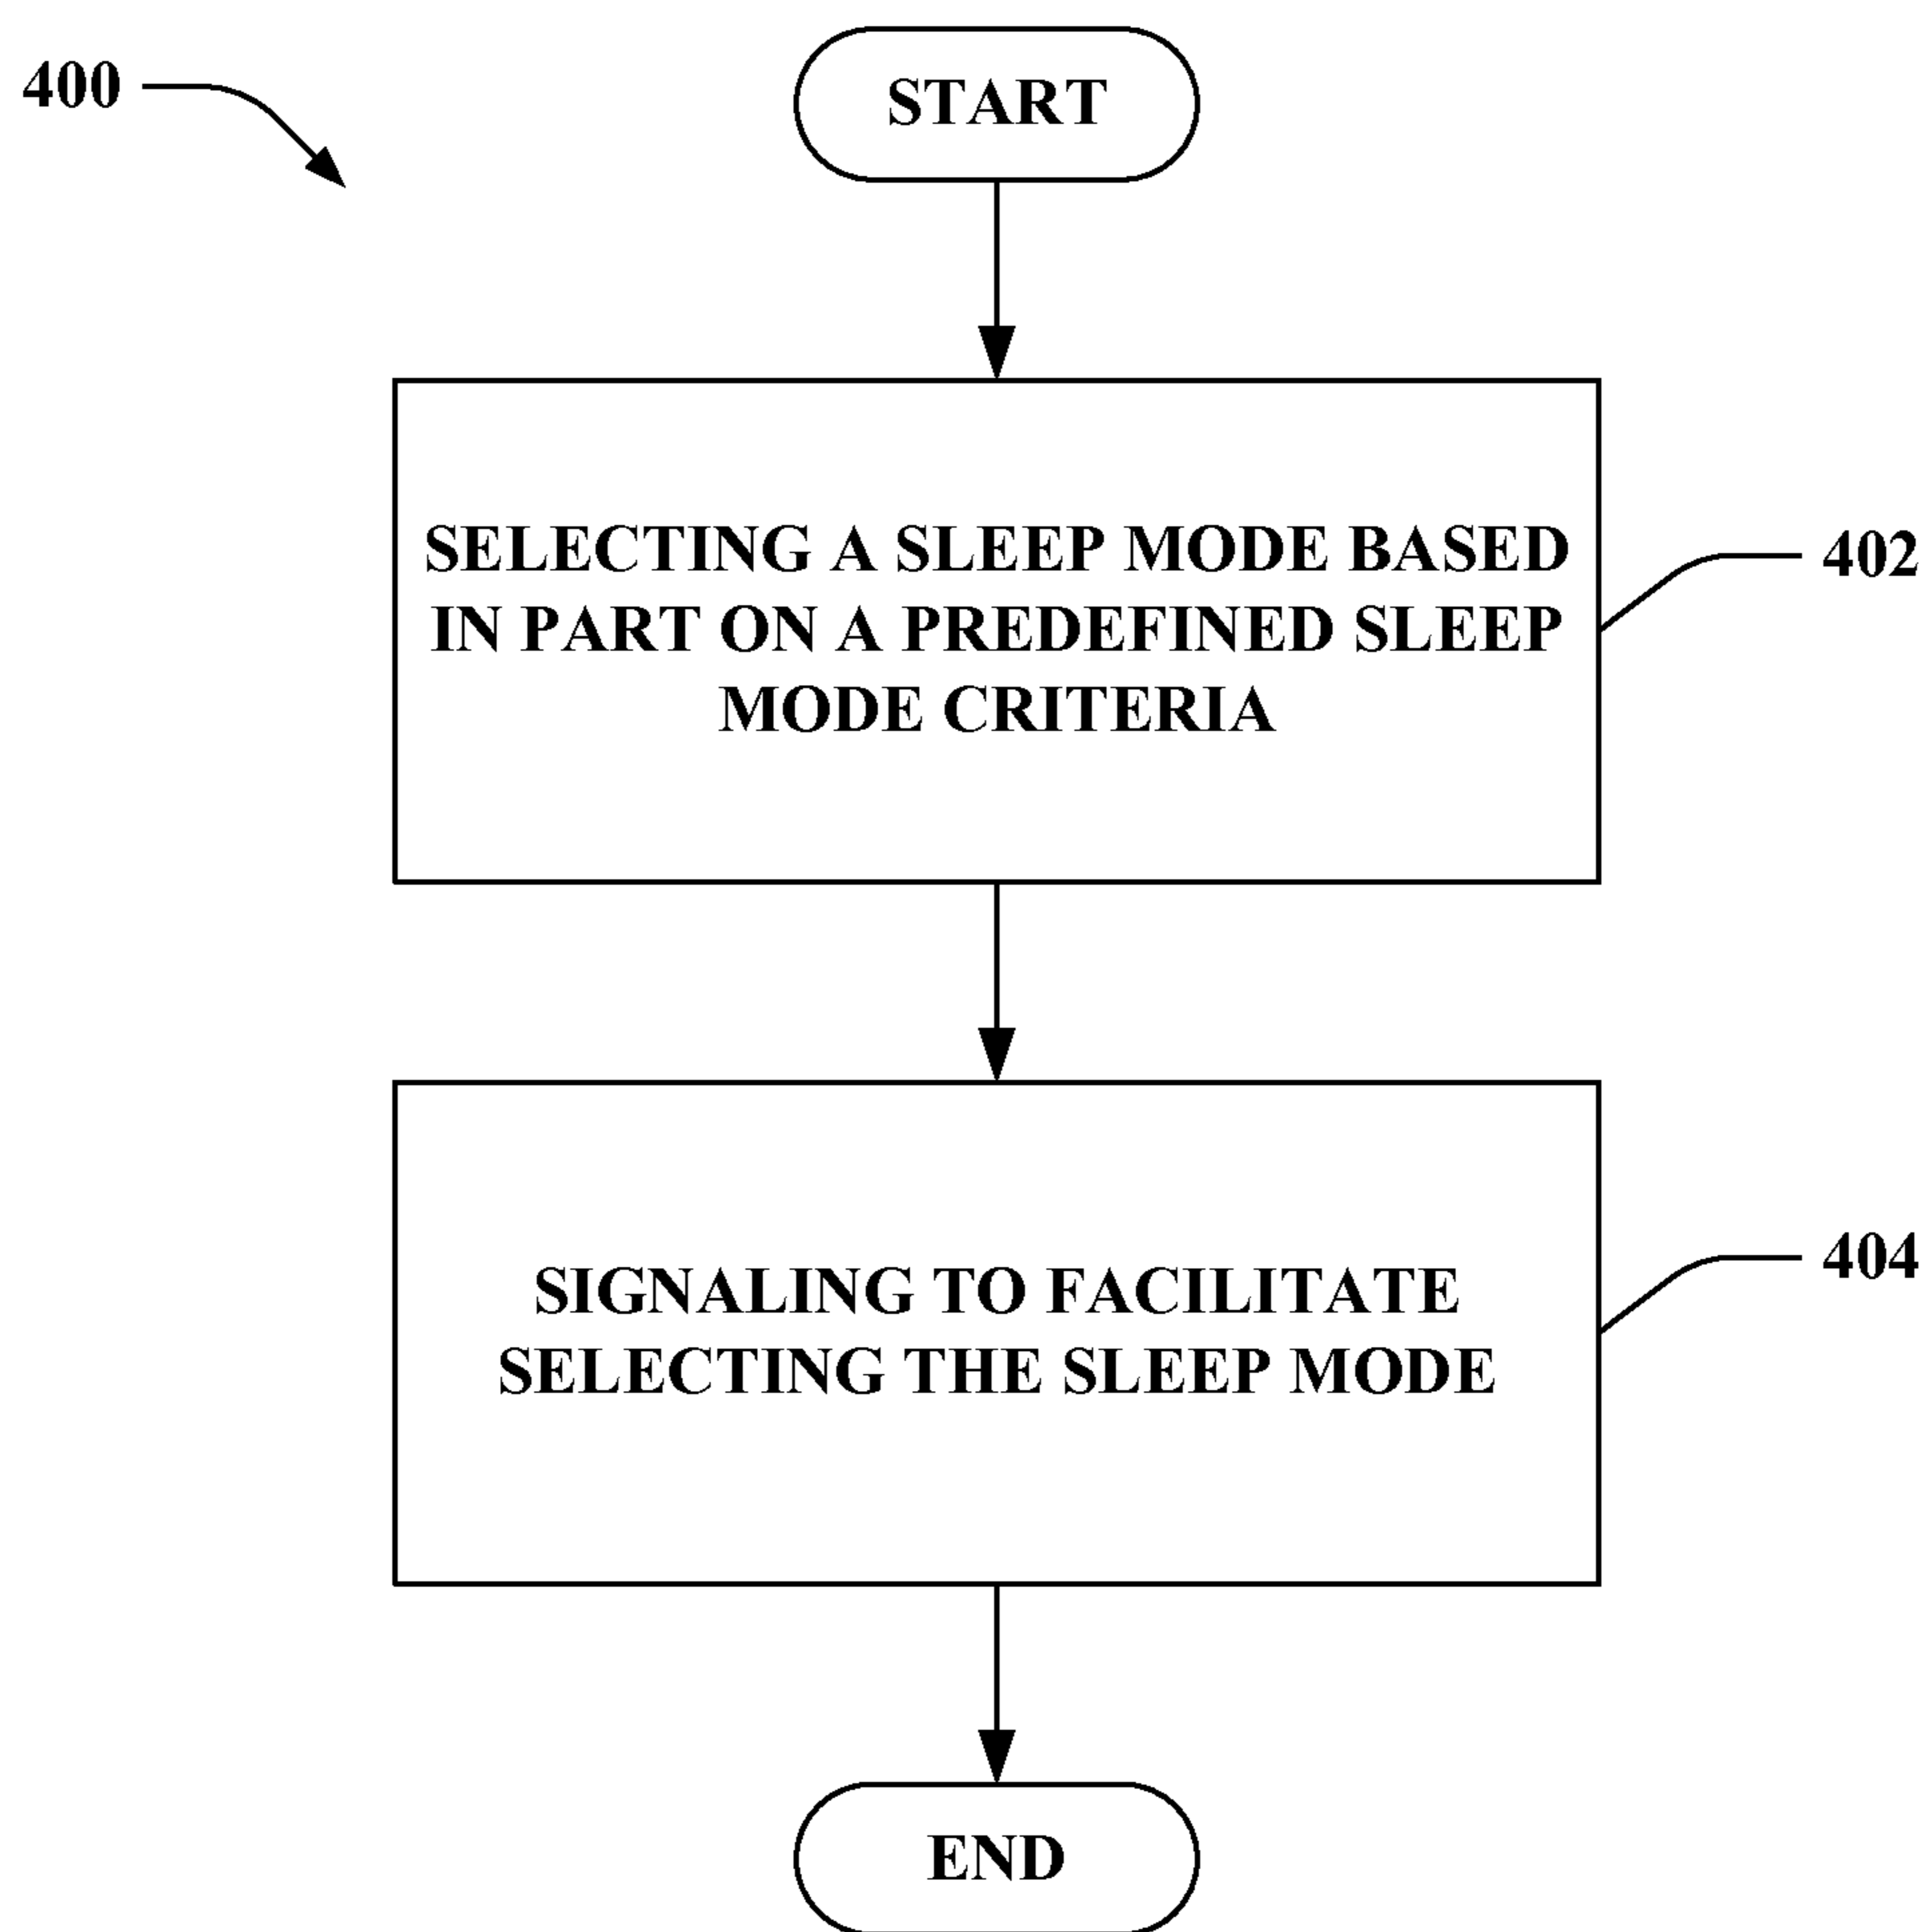 400
START
SELECTING A SLEEP MODE BASED
IN PART ON A PREDEFINED SLEEP
MODE CRITERIA
402
SIGNALING TO FACILITATE
SELECTING THE SLEEP MODE
404
END